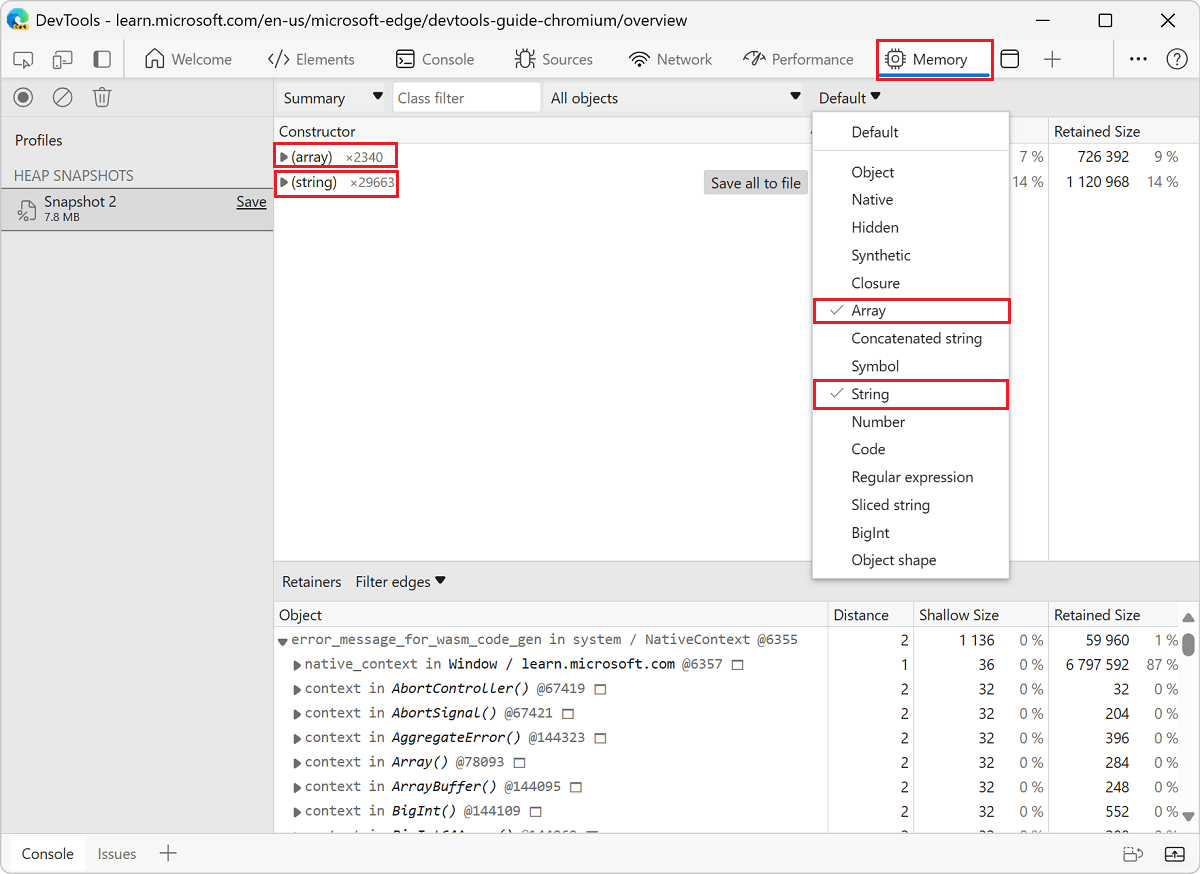 DevTools - learn.microsoft.com/en-us/microsoft-edge/devtools-guide-chromium/overview
Welcome Elements Console Sources Network Performance Memory
Summary Class filter All objects Default
Profiles
HEAP SNAPSHOTS
Snapshot 2 Save
7.8 MB
Constructor Retained Size
(array) ×2340 7 % 726 392 9 %
(string) ×29663 Save all to file 14 % 1 120 968 14 %
Default
Object
Native
Hidden
Synthetic
Closure
Array
Concatenated string
Symbol
String
Number
Code
Regular expression
Sliced string
BigInt
Object shape
Retainers Filter edges
Object Distance Shallow Size Retained Size
error_message_for_wasm_code_gen in system / NativeContext @6355 2 1 136 0 % 59 960 1 %
native_context in Window / learn.microsoft.com @6357 1 36 0 % 6 797 592 87 %
context in AbortController() @67419 2 32 0 % 32 0 %
context in AbortSignal() @67421 2 32 0 % 204 0 %
context in AggregateError() @144323 2 32 0 % 396 0 %
context in Array() @78093 2 32 0 % 284 0 %
context in ArrayBuffer() @144095 2 32 0 % 248 0 %
context in BigInt() @144109 2 32 0 % 552 0 %
Console Issues